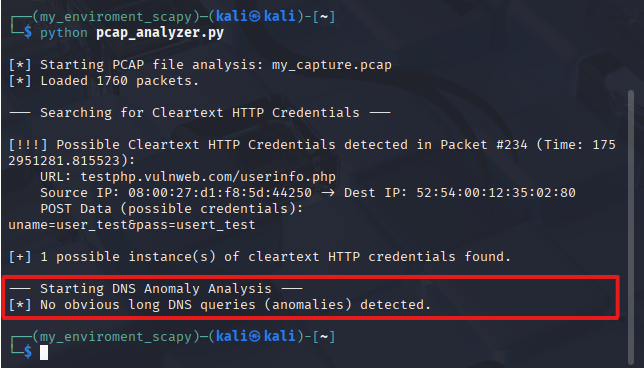 ┌──(my_enviroment_scapy)─(kali㉿kali)-[~]
└─$ python pcap_analyzer.py
[*] Starting PCAP file analysis: my_capture.pcap
[*] Loaded 1760 packets.
—— Searching for Cleartext HTTP Credentials ——
[!!!] Possible Cleartext HTTP Credentials detected in Packet #234 (Time: 175
2951281.815523):
URL: testphp.vulnweb.com/userinfo.php
Source IP: 08:00:27:d1:f8:5d:44250 → Dest IP: 52:54:00:12:35:02:80
POST Data (possible credentials):
uname=user_test&pass=usert_test
[+] 1 possible instance(s) of cleartext HTTP credentials found.
—— Starting DNS Anomaly Analysis ——
[*] No obvious long DNS queries (anomalies) detected.
┌──(my_enviroment_scapy)─(kali㉿kali)-[~]
└─$